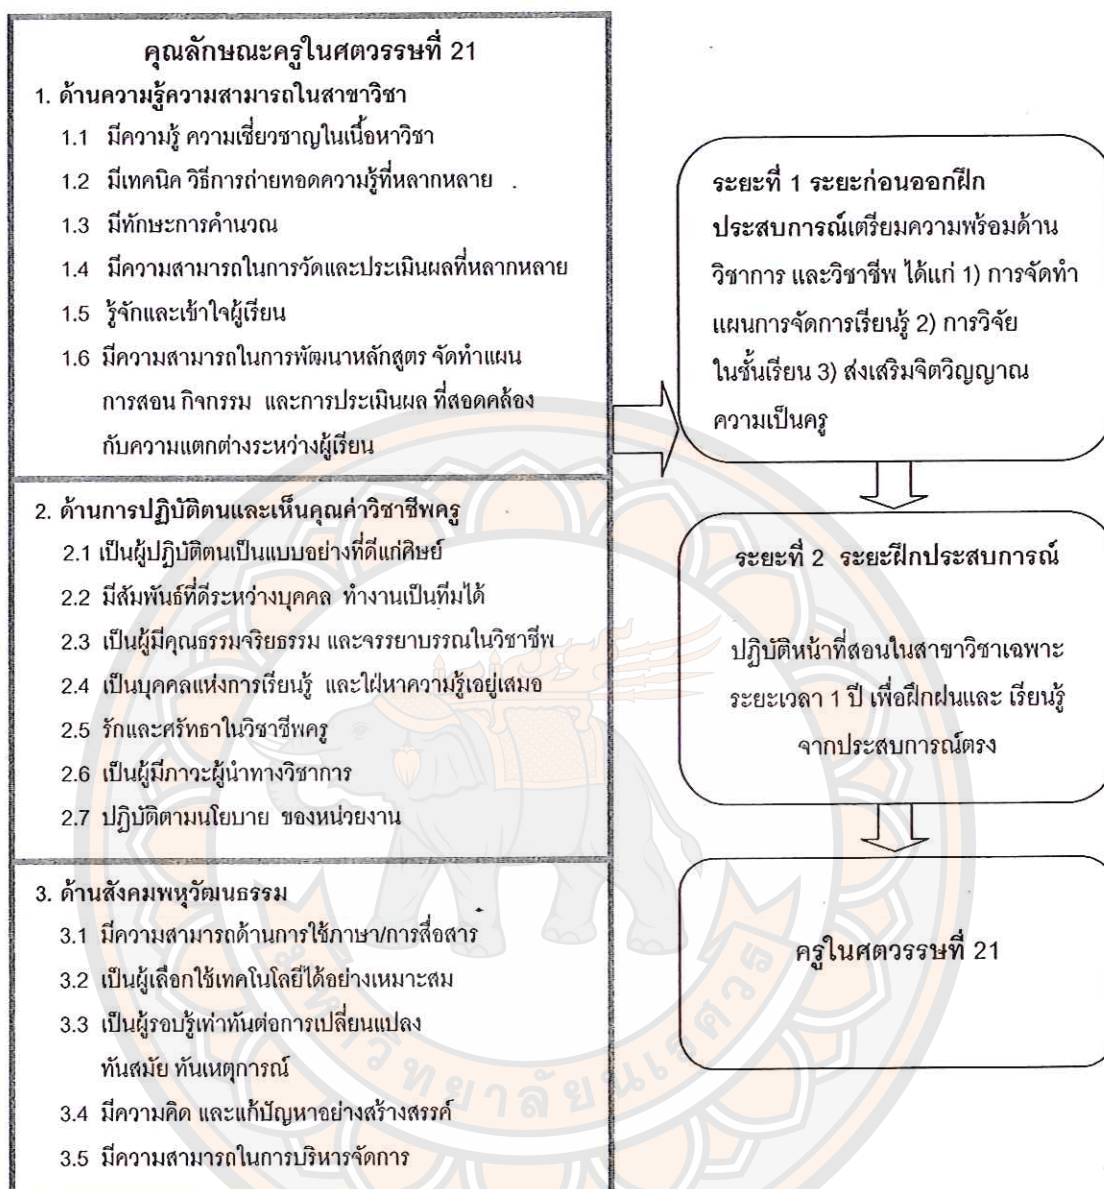 คุณลักษณะครูในศตวรรษที่ 21
1. ด้านความรู้ความสามารถในสาขาวิชา
1.1 มีความรู้ ความเชี่ยวชาญในเนื้อหาวิชา
1.2 มีเทคนิค วิธีการถ่ายทอดความรู้ที่หลากหลาย
1.3 มีทักษะการคำนวณ
1.4 มีความสามารถในการวัดและประเมินผลที่หลากหลาย
1.5 รู้จักและเข้าใจผู้เรียน
1.6 มีความสามารถในการพัฒนาหลักสูตร จัดทำแผน
การสอน กิจกรรม และการประเมินผล ที่สอดคล้อง
กับความแตกต่างระหว่างผู้เรียน
2. ด้านการปฏิบัติตนและเห็นคุณค่าวิชาชีพครู
2.1 เป็นผู้ปฏิบัติตนเป็นแบบอย่างที่ดีแก่ศิษย์
2.2 มีสัมพันธ์ที่ดีระหว่างบุคคล ทำงานเป็นทีมได้
2.3 เป็นผู้มีคุณธรรมจริยธรรม และจรรยาบรรณในวิชาชีพ
2.4 เป็นบุคคลแห่งการเรียนรู้ และใฝ่หาความรู้เอยู่เสมอ
2.5 รักและศรัทธาในวิชาชีพครู
2.6 เป็นผู้มีภาวะผู้นำทางวิชาการ
2.7 ปฏิบัติตามนโยบาย ของหน่วยงาน
3. ด้านสังคมพหุวัฒนธรรม
3.1 มีความสามารถด้านการใช้ภาษา/การสื่อสาร
3.2 เป็นผู้เลือกใช้เทคโนโลยีได้อย่างเหมาะสม
3.3 เป็นผู้รอบรู้เท่าทันต่อการเปลี่ยนแปลง
ทันสมัย ทันเหตุการณ์
3.4 มีความคิด และแก้ปัญหาอย่างสร้างสรรค์
3.5 มีความสามารถในการบริหารจัดการ
ระยะที่ 1 ระยะก่อนออกฝึก
ประสบการณ์เตรียมความพร้อมด้าน
วิชาการ และวิชาชีพ ได้แก่ 1) การจัดทำ
แผนการจัดการเรียนรู้ 2) การวิจัย
ในชั้นเรียน 3) ส่งเสริมจิตวิญญาณ
ความเป็นครู
ระยะที่ 2 ระยะฝึกประสบการณ์
ปฏิบัติหน้าที่สอนในสาขาวิชาเฉพาะ
ระยะเวลา 1 ปี เพื่อฝึกฝนและ เรียนรู้
จากประสบการณ์ตรง
ครูในศตวรรษที่ 21
มหาวิทยาลัยนเรศวร